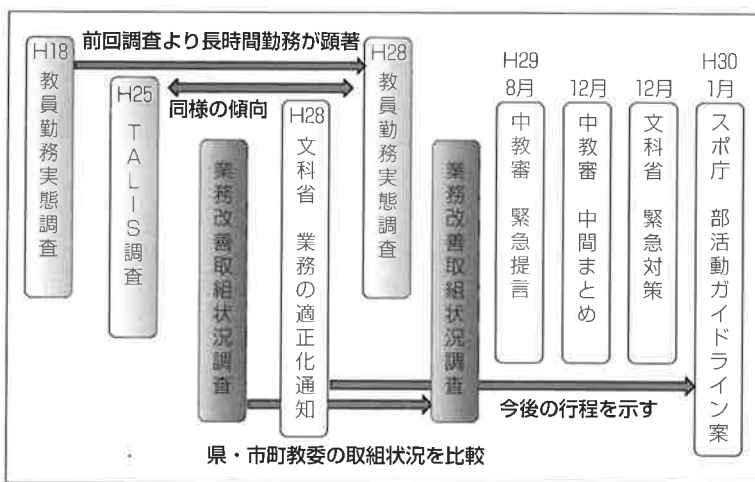 前回調査より長時間勤務が顕著
H18 教員勤務実態調査
H25 TALIS調査
同様の傾向
業務改善取組状況調査
H28 文科省 業務の適正化通知
H28 教員勤務実態調査
業務改善取組状況調査
H29
8月
中教審 緊急提言
12月
中教審 中間まとめ
12月
文科省 緊急対策
H30
1月
スポ庁 部活動ガイドライン案
今後の行程を示す
県・市町教委の取組状況を比較